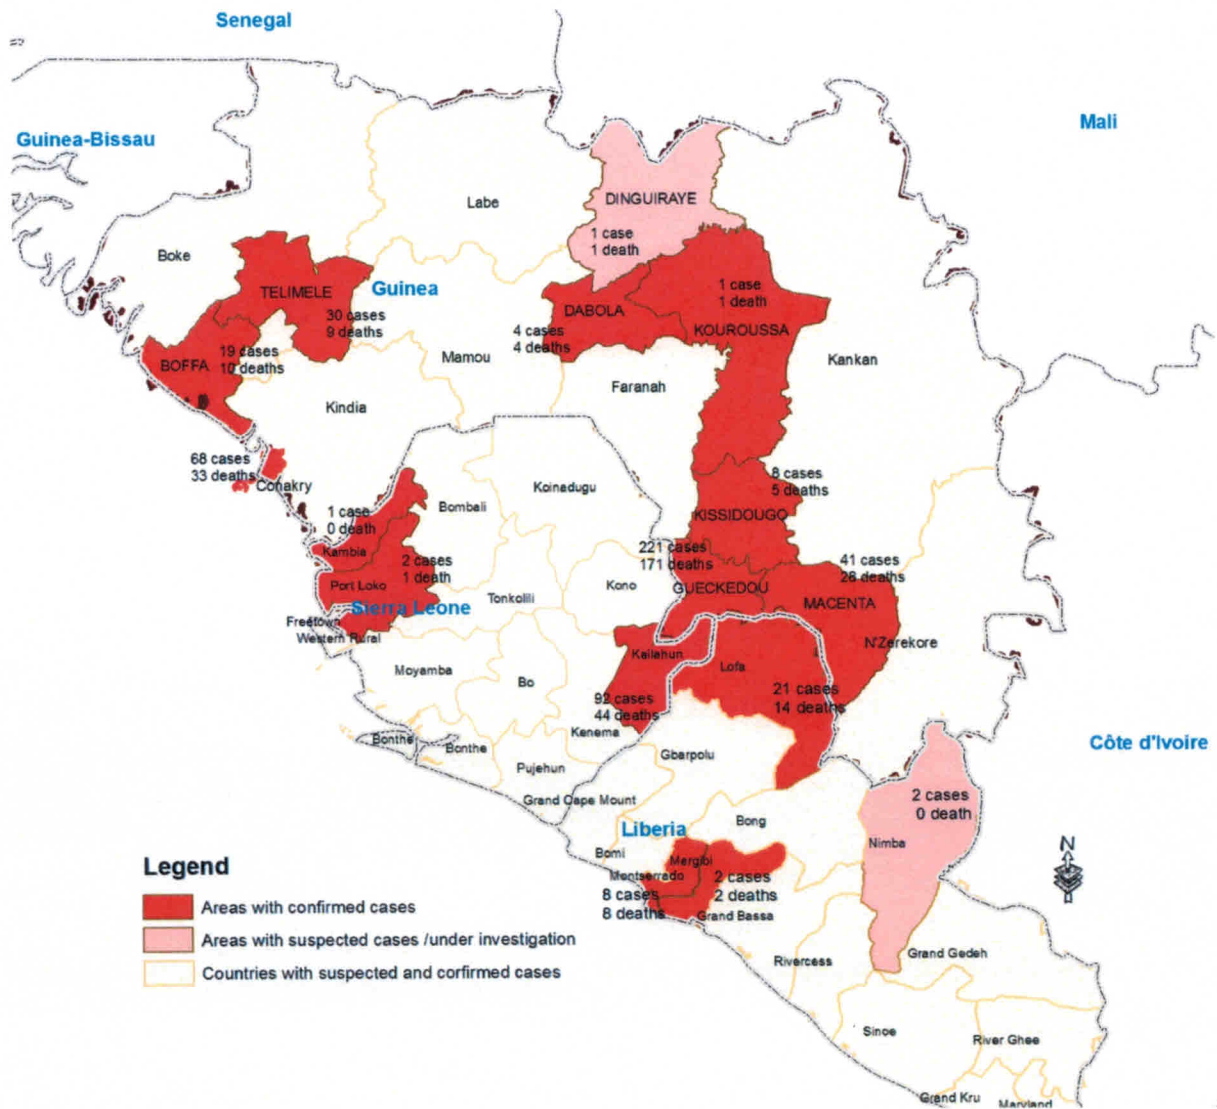 Senegal
Mali
Guinea-Bissau
Labe
DINGUIRAYE
1 case
1 death
Boke
TELIMELE
Guinea
30 cases
9 deaths
DABOLA
4 cases
4 deaths
1 case
1 death
KOUROUSSA
BOFFA
19 cases
10 deaths
Mamou
Faranah
Kankan
Kindia
68 cases
33 deaths
Conakry
Koinadugu
Bombali
8 cases
5 deaths
KISSIDOUGO
1 case
0 death
Kambia
2 cases
1 death
Port Loko
Sierra Leone
Freetown
Western Rural
Tonkolili
Kono
221 cases
171 deaths
GUECKEDOU
41 cases
28 deaths
MACENTA
N'Zerekore
Kailahun
Lofa
Moyamba
Bo
92 cases
44 deaths
21 cases
14 deaths
Kenema
Bonthe
Bonthe
Pujehun
Gbarpolu
Grand Cape Mount
Côte d'Ivoire
2 cases
0 death
Nimba
Liberia
Bong
Bomi
Margibi
Montserrado
8 cases
8 deaths
2 cases
2 deaths
Grand Bassa
Rivercess
Grand Gedeh
Sinoe
River Ghee
Grand Kru
Maryland
N
Legend
Areas with confirmed cases
Areas with suspected cases /under investigation
Countries with suspected and confirmed cases